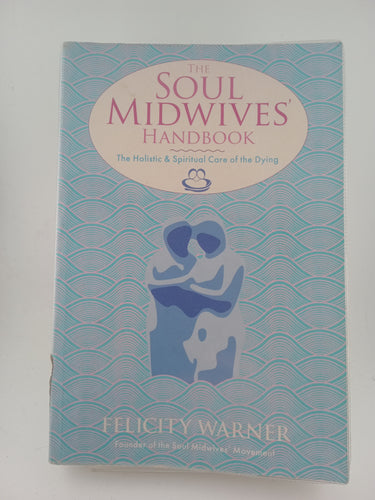 THE
SOUL
MIDWIVES'
HANDBOOK
The Holistic & Spiritual Care of the Dying
FELICITY WARNER
Founder of the Soul Midwives' Movement